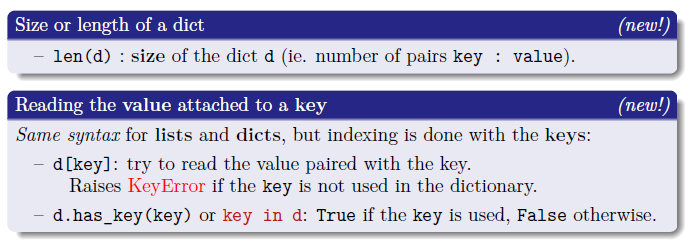 Size or length of a dict (new!)
– len(d) : size of the dict d (ie. number of pairs key : value).
Reading the value attached to a key (new!)
Same syntax for lists and dicts, but indexing is done with the keys:
– d[key]: try to read the value paired with the key.
Raises KeyError if the key is not used in the dictionary.
– d.has_key(key) or key in d: True if the key is used, False otherwise.